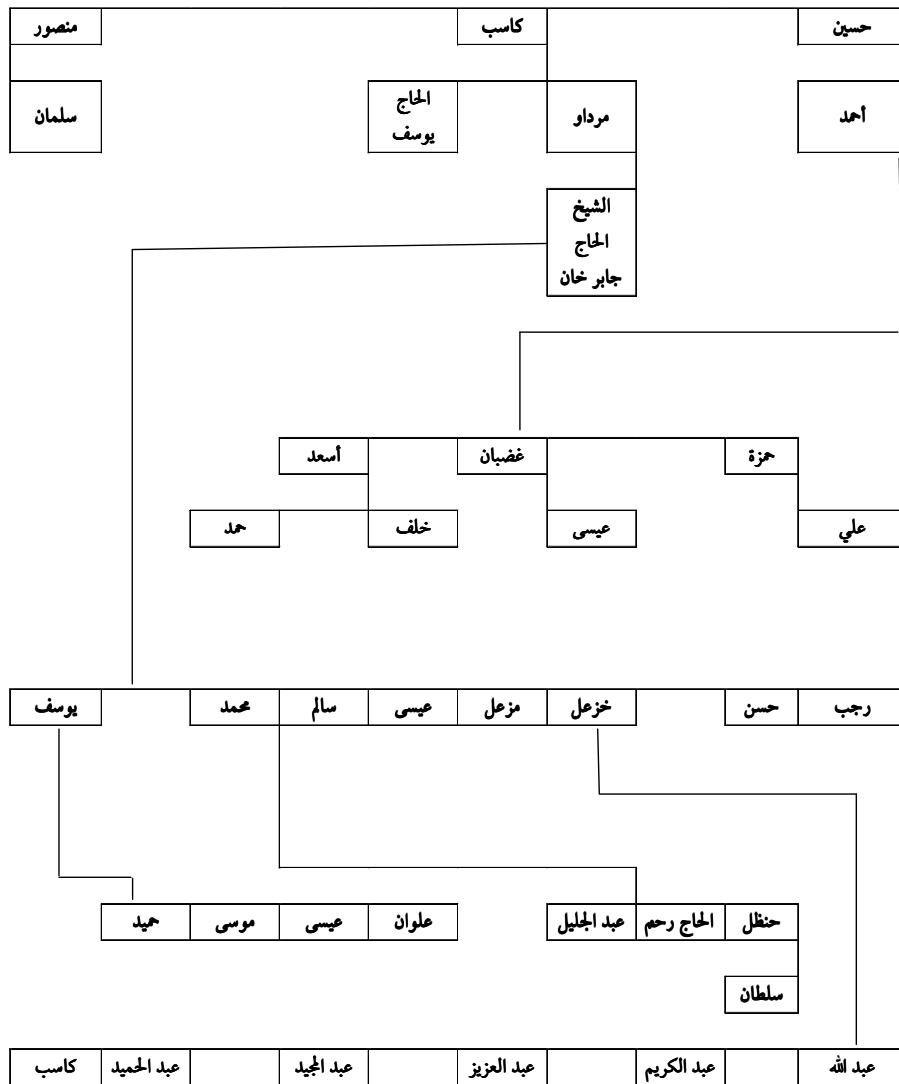 حسين كاسب منصور
أحمد مرداو الحاج يوسف سلمان
الشيخ
الحاج
جابر خان
حمزة غضبان أسعد
علي عيسى خلف حمد
رجب حسن خزعل مزعل عيسى سالم محمد يوسف
حنظل الحاج رحم عبد الجليل علوان عيسى موسى حميد
سلطان
عبد الله عبد الكريم عبد العزيز عبد المجيد عبد الحميد كاسب